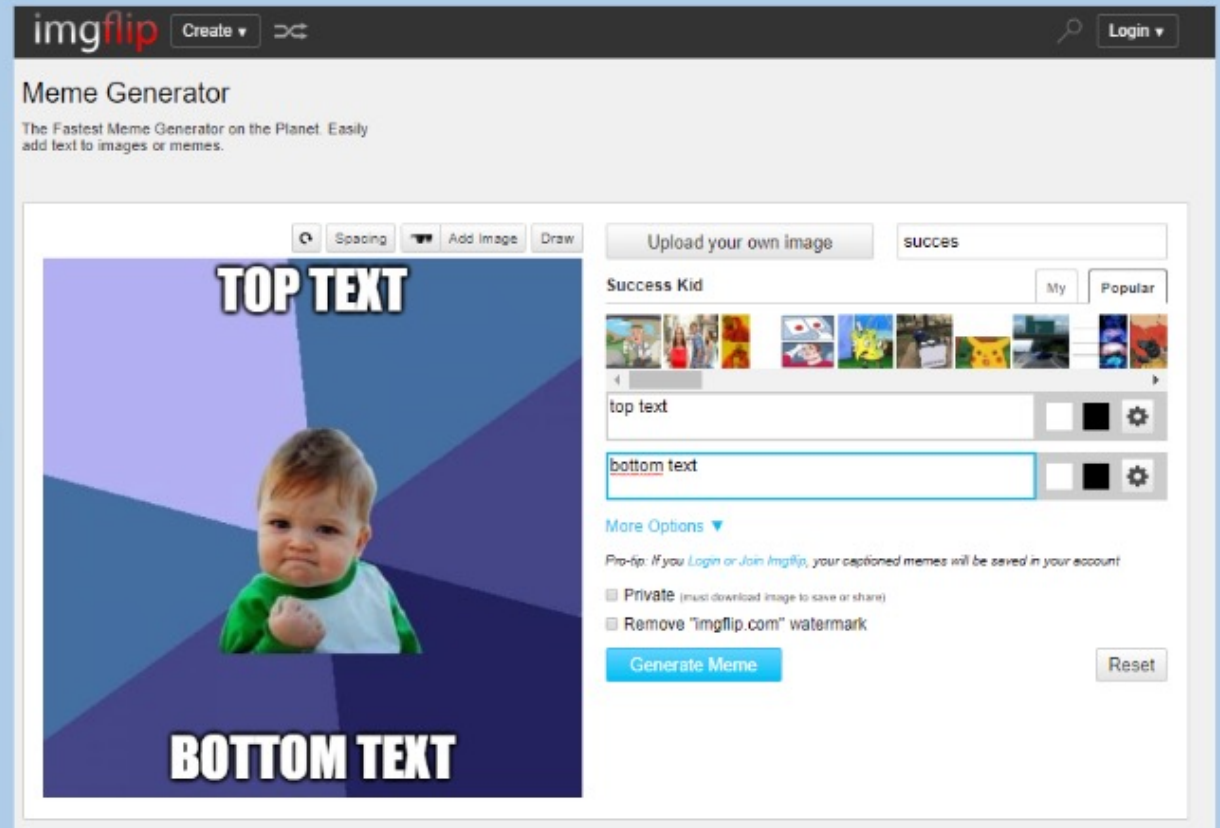 imgflip Create ▾ Login ▾
Meme Generator
The Fastest Meme Generator on the Planet. Easily
add text to images or memes.
Spacing Add Image Draw
Upload your own image succes
Success Kid My Popular
TOP TEXT
top text
bottom text
More Options ▼
Pro-tip: If you Login or Join Imgflip, your captioned memes will be saved in your account
Private (must download image to save or share)
Remove "imgflip.com" watermark
Generate Meme Reset
BOTTOM TEXT